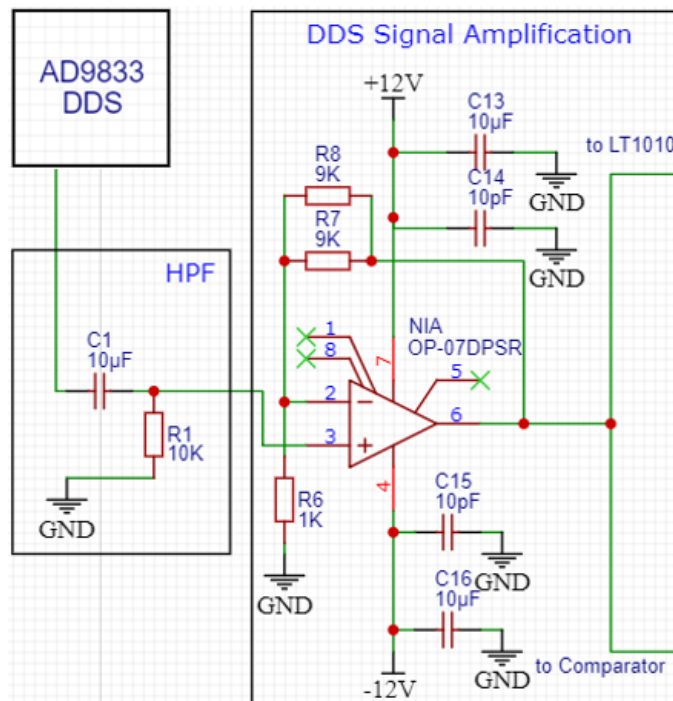 DDS Signal Amplification
AD9833
DDS
+12V
C13
10µF
to LT1010
R8
9K
C14
10pF
GND
R7
9K
GND
HPF
NIA
OP-07DPSR
1
8
7
5
C1
10µF
2
6
3
R1
10K
4
GND
R6
1K
C15
10pF
GND
GND
C16
10µF
GND
to Comparator
-12V